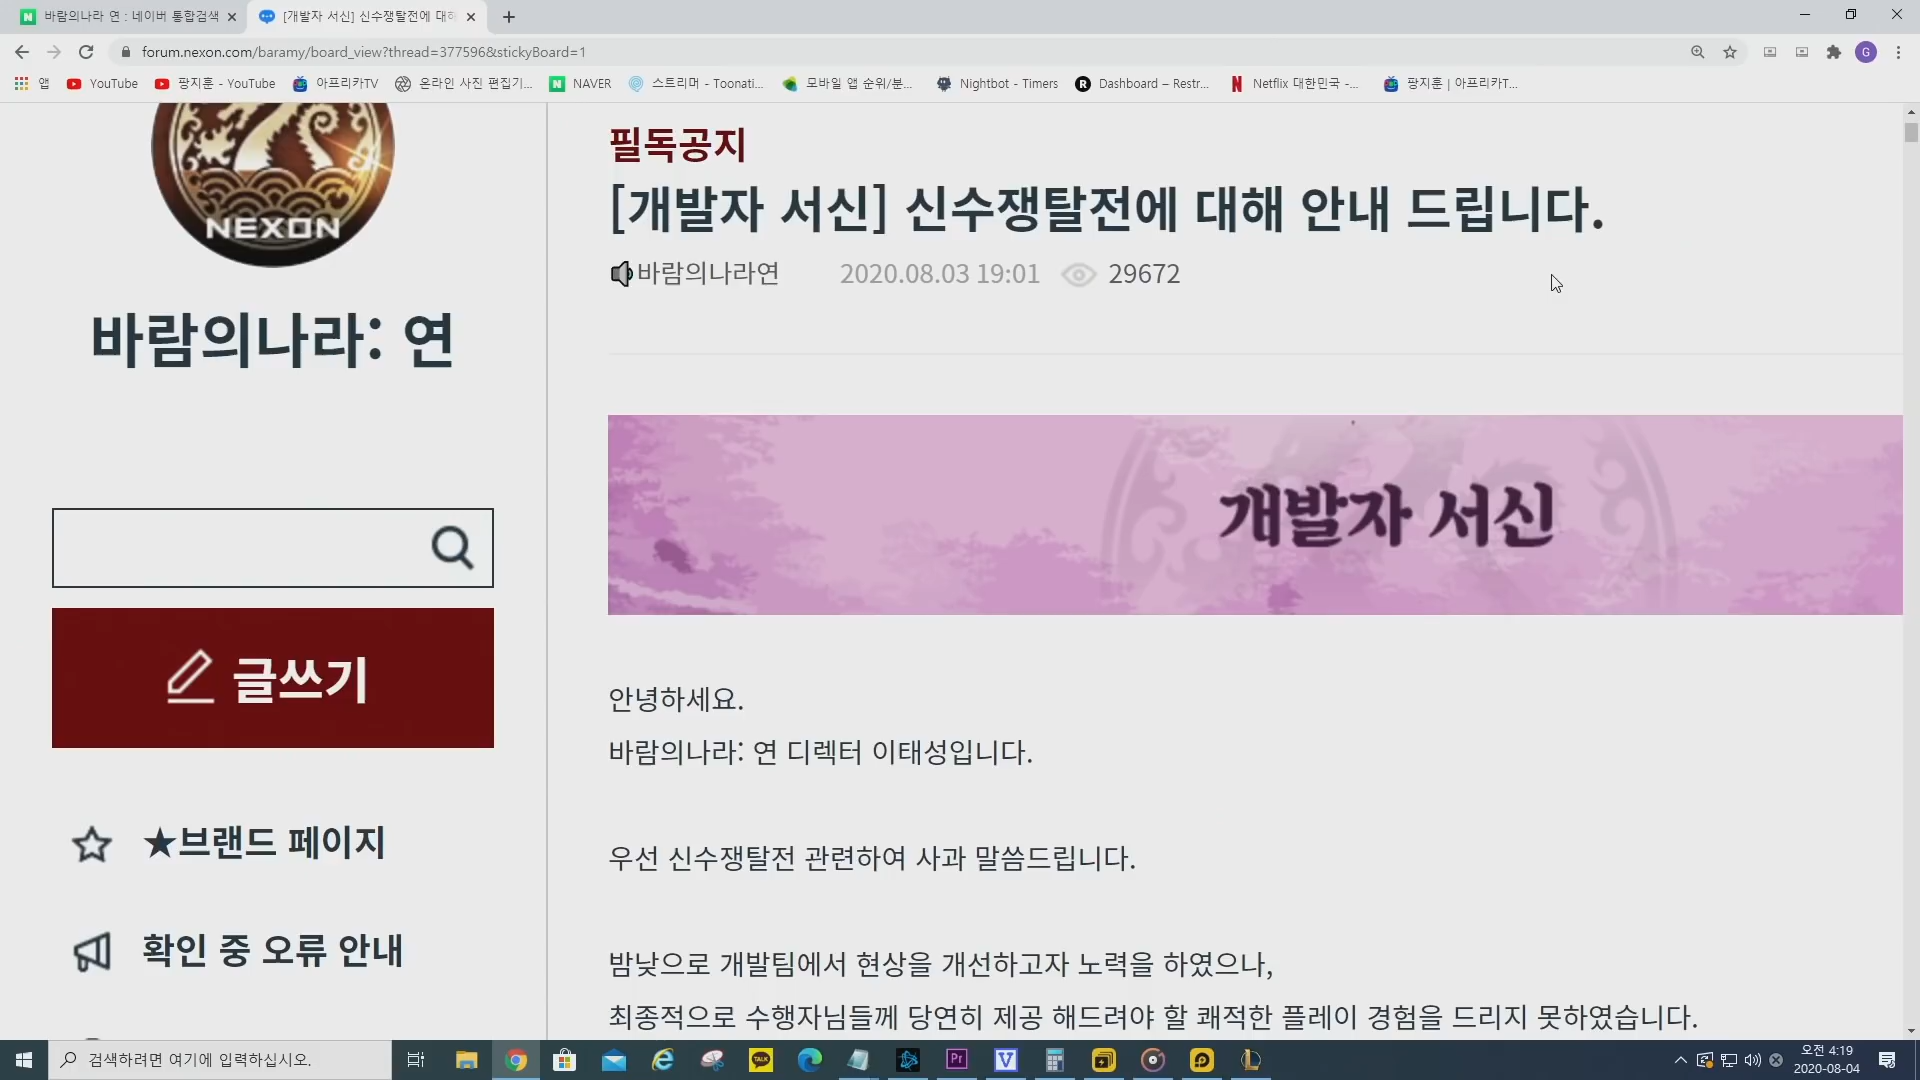 바람의나라 연 : 네이버 통합검색
[개발자 서신] 신수쟁탈전에 대해
forum.nexon.com/baramy/board_view?thread=377596&stickyBoard=1
G
앱
YouTube
팡지훈 - YouTube
아프리카TV
온라인 사진 편집기...
NAVER
스트리머 - Toonati...
모바일 앱 순위/분...
Nightbot - Timers
Dashboard – Restr...
Netflix 대한민국 -...
팡지훈 | 아프리카T...
NEXON
바람의나라: 연
글쓰기
★브랜드 페이지
확인 중 오류 안내
필독공지
[개발자 서신] 신수쟁탈전에 대해 안내 드립니다.
바람의나라연 2020.08.03 19:01 29672
개발자 서신
안녕하세요.
바람의나라: 연 디렉터 이태성입니다.
우선 신수쟁탈전 관련하여 사과 말씀드립니다.
밤낮으로 개발팀에서 현상을 개선하고자 노력을 하였으나,
최종적으로 수행자님들께 당연히 제공 해드려야 할 쾌적한 플레이 경험을 드리지 못하였습니다.
검색하려면 여기에 입력하십시오.
TALK
Pr
V
오전 4:19
2020-08-04